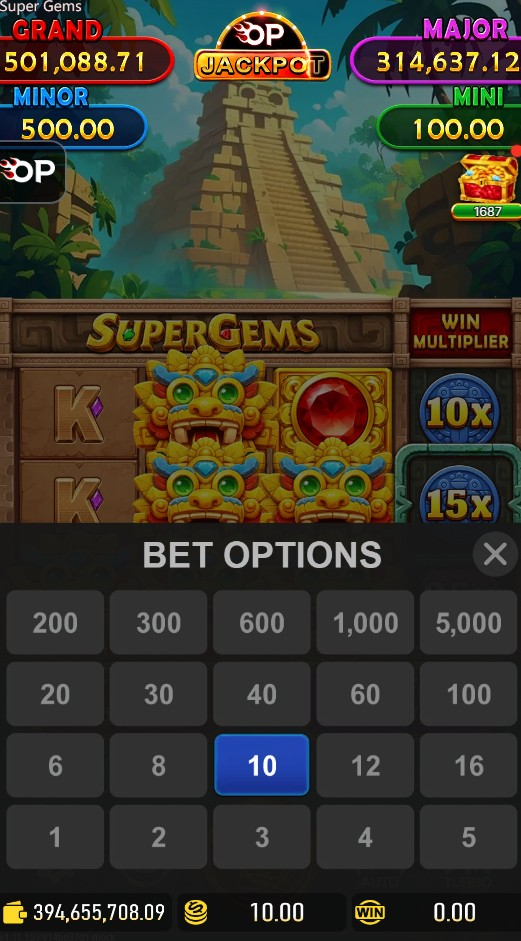 Super Gems
GRAND
MAJOR
501,088.71
OP
JACKPOT
314,637.12
MINOR
MINI
500.00
100.00
OP
1687
SUPERGEMS
WIN
MULTIPLIER
K
10x
K
15x
BET OPTIONS
200 300 600 1,000 5,000
20 30 40 60 100
6 8 10 12 16
1 2 3 4 5
394,655,708.09 10.00 WIN 0.00